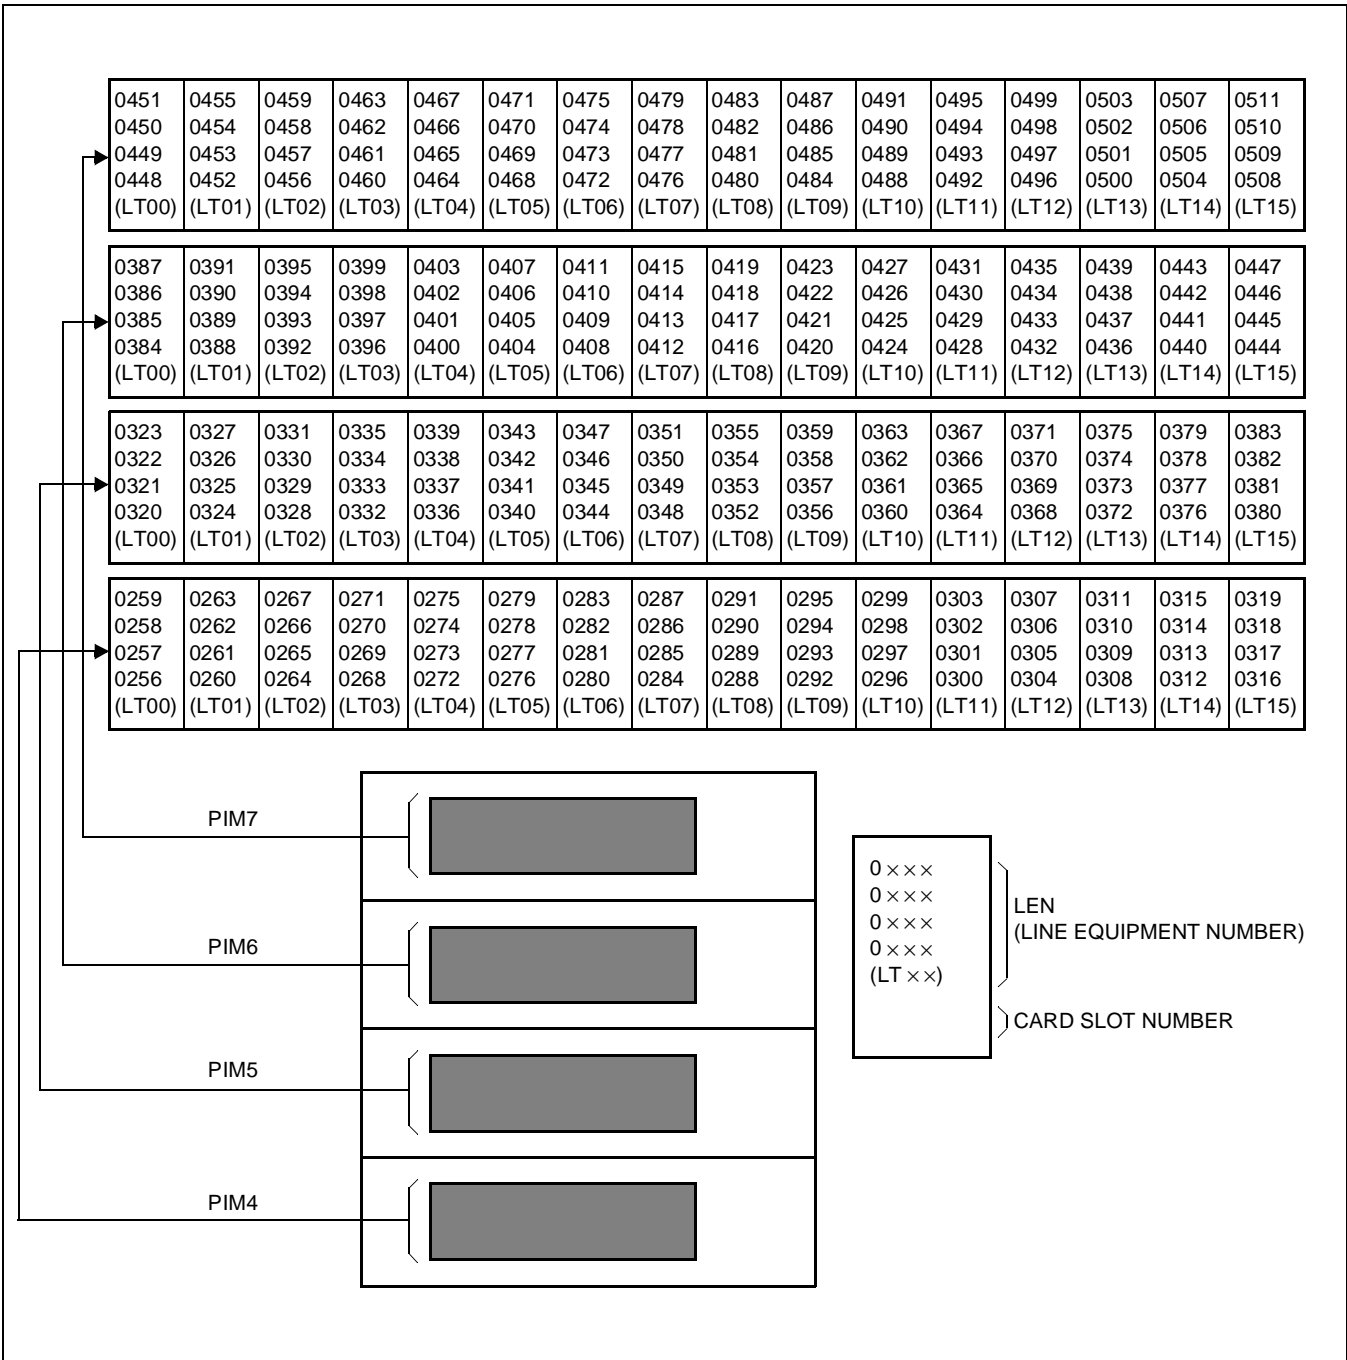 0451 0455 0459 0463 0467 0471 0475 0479 0483 0487 0491 0495 0499 0503 0507 0511
0450 0454 0458 0462 0466 0470 0474 0478 0482 0486 0490 0494 0498 0502 0506 0510
0449 0453 0457 0461 0465 0469 0473 0477 0481 0485 0489 0493 0497 0501 0505 0509
0448 0452 0456 0460 0464 0468 0472 0476 0480 0484 0488 0492 0496 0500 0504 0508
(LT00) (LT01) (LT02) (LT03) (LT04) (LT05) (LT06) (LT07) (LT08) (LT09) (LT10) (LT11) (LT12) (LT13) (LT14) (LT15)
0387 0391 0395 0399 0403 0407 0411 0415 0419 0423 0427 0431 0435 0439 0443 0447
0386 0390 0394 0398 0402 0406 0410 0414 0418 0422 0426 0430 0434 0438 0442 0446
0385 0389 0393 0397 0401 0405 0409 0413 0417 0421 0425 0429 0433 0437 0441 0445
0384 0388 0392 0396 0400 0404 0408 0412 0416 0420 0424 0428 0432 0436 0440 0444
(LT00) (LT01) (LT02) (LT03) (LT04) (LT05) (LT06) (LT07) (LT08) (LT09) (LT10) (LT11) (LT12) (LT13) (LT14) (LT15)
0323 0327 0331 0335 0339 0343 0347 0351 0355 0359 0363 0367 0371 0375 0379 0383
0322 0326 0330 0334 0338 0342 0346 0350 0354 0358 0362 0366 0370 0374 0378 0382
0321 0325 0329 0333 0337 0341 0345 0349 0353 0357 0361 0365 0369 0373 0377 0381
0320 0324 0328 0332 0336 0340 0344 0348 0352 0356 0360 0364 0368 0372 0376 0380
(LT00) (LT01) (LT02) (LT03) (LT04) (LT05) (LT06) (LT07) (LT08) (LT09) (LT10) (LT11) (LT12) (LT13) (LT14) (LT15)
0259 0263 0267 0271 0275 0279 0283 0287 0291 0295 0299 0303 0307 0311 0315 0319
0258 0262 0266 0270 0274 0278 0282 0286 0290 0294 0298 0302 0306 0310 0314 0318
0257 0261 0265 0269 0273 0277 0281 0285 0289 0293 0297 0301 0305 0309 0313 0317
0256 0260 0264 0268 0272 0276 0280 0284 0288 0292 0296 0300 0304 0308 0312 0316
(LT00) (LT01) (LT02) (LT03) (LT04) (LT05) (LT06) (LT07) (LT08) (LT09) (LT10) (LT11) (LT12) (LT13) (LT14) (LT15)
PIM7
PIM6
PIM5
PIM4
0×××
0×××
0×××
0×××
(LT××)
LEN
(LINE EQUIPMENT NUMBER)
CARD SLOT NUMBER